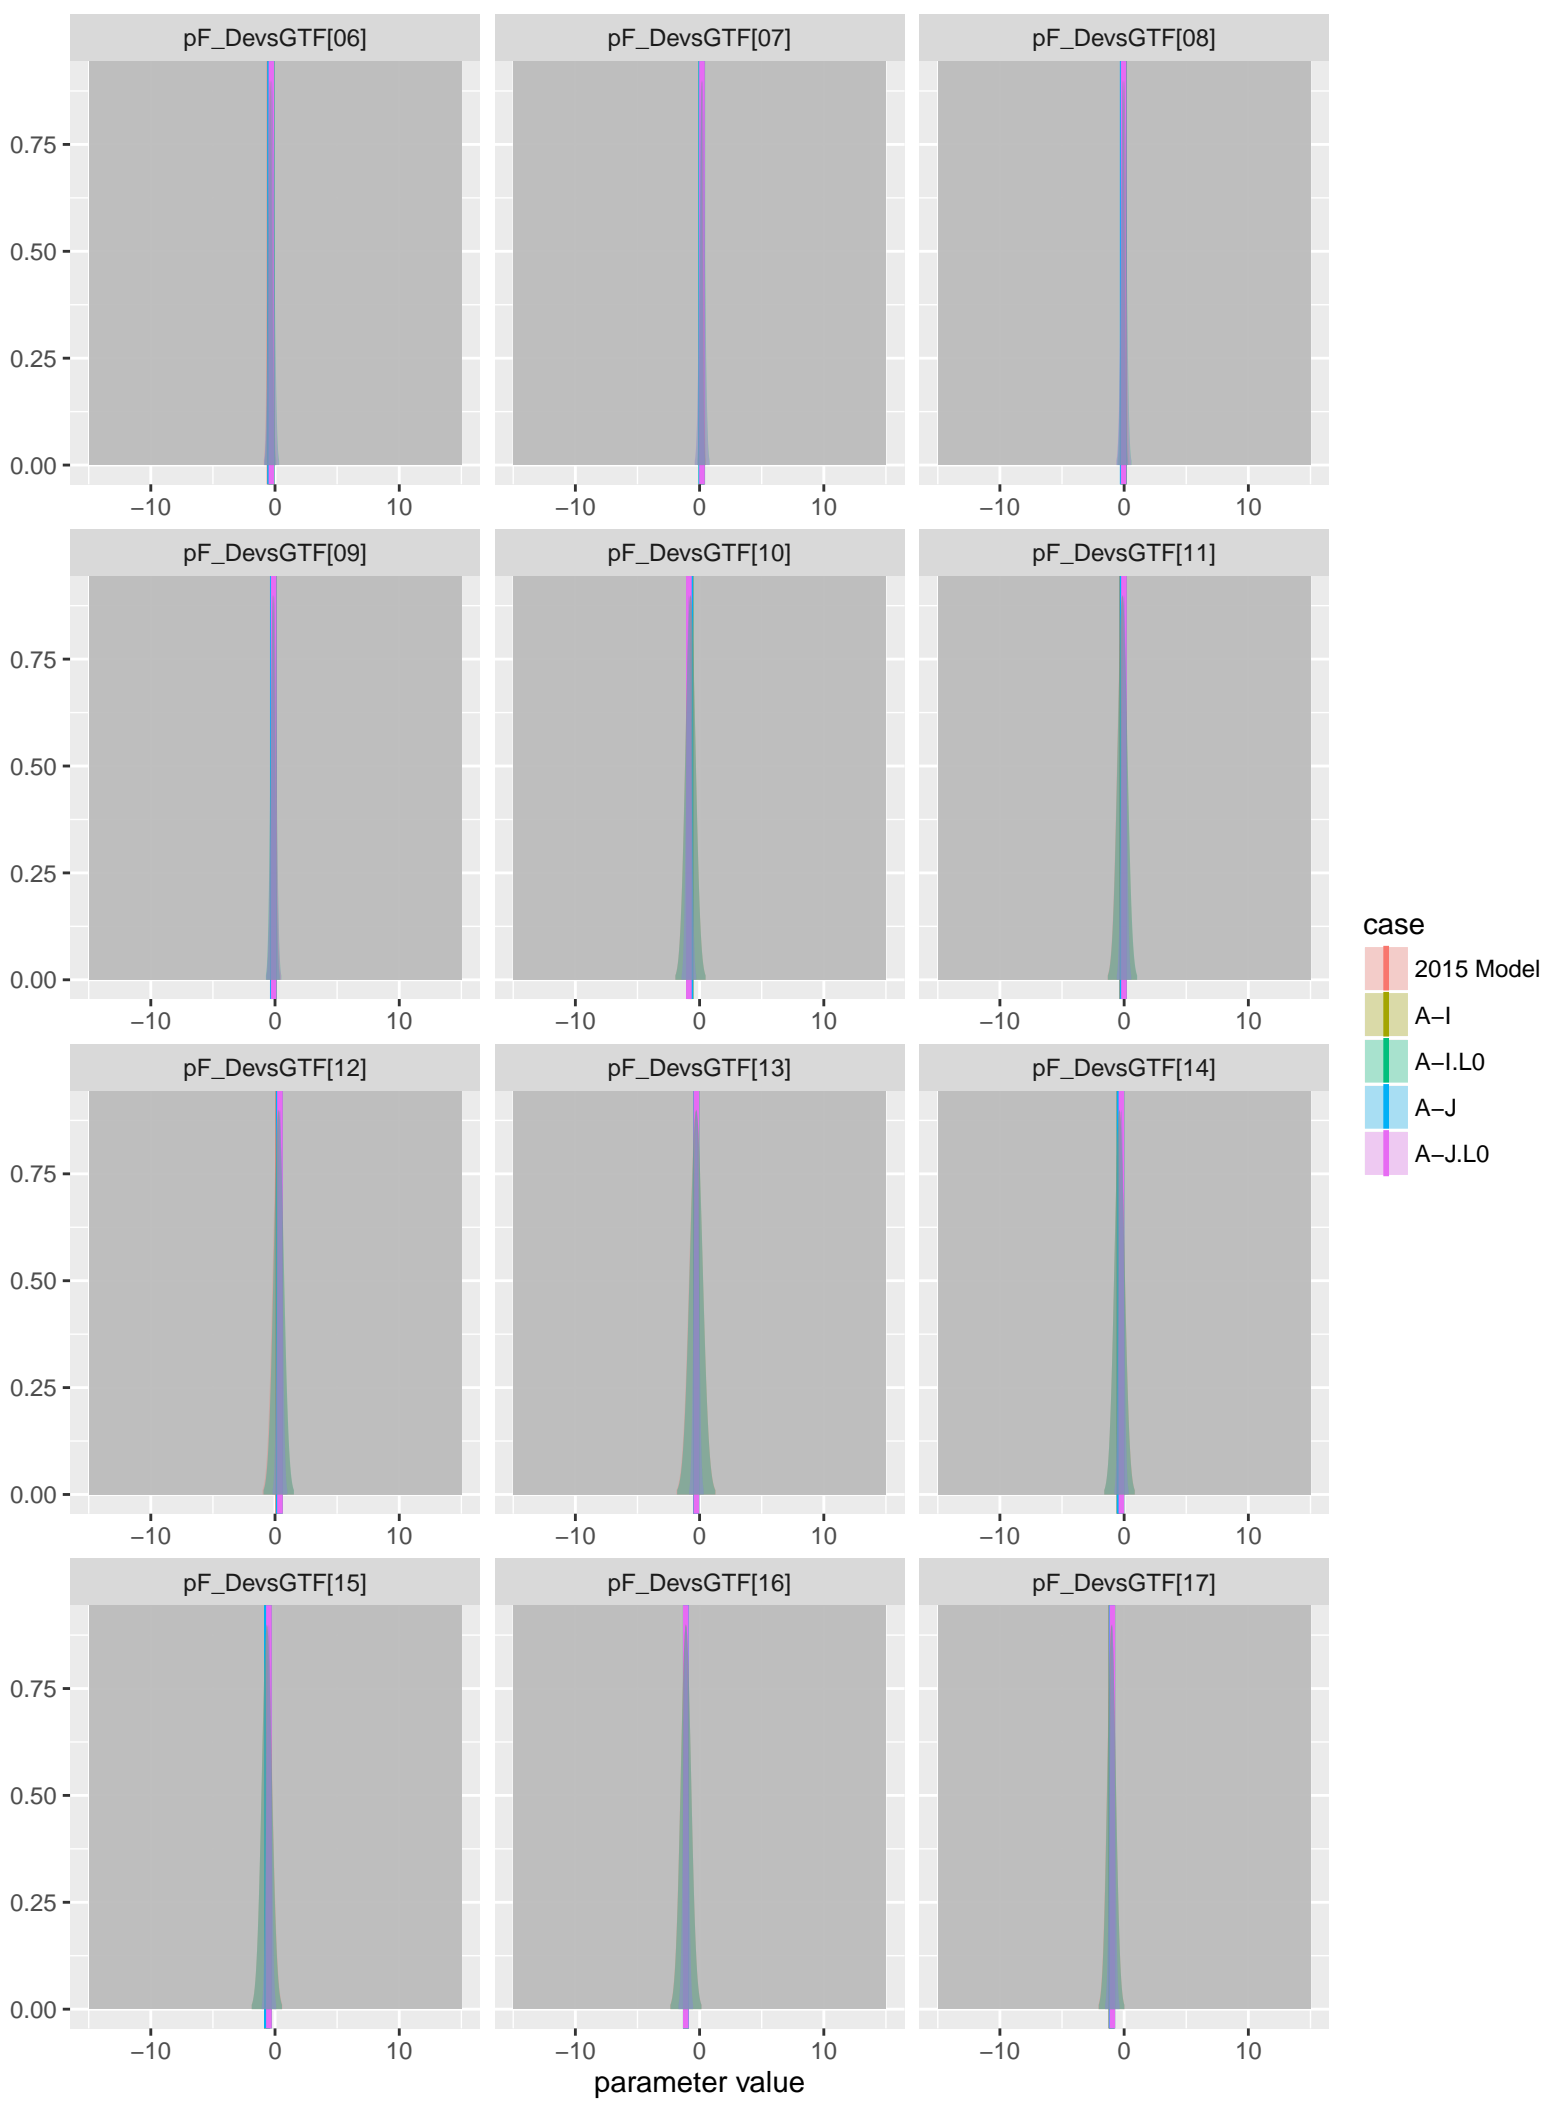 pF_DevsGTF[06] pF_DevsGTF[07] pF_DevsGTF[08]
0.75
0.50
0.25
0.00
−10 0 10 −10 0 10 −10 0 10
pF_DevsGTF[09] pF_DevsGTF[10] pF_DevsGTF[11]
0.75
0.50
0.25
0.00
−10 0 10 −10 0 10 −10 0 10
pF_DevsGTF[12] pF_DevsGTF[13] pF_DevsGTF[14]
0.75
0.50
0.25
0.00
−10 0 10 −10 0 10 −10 0 10
pF_DevsGTF[15] pF_DevsGTF[16] pF_DevsGTF[17]
0.75
0.50
0.25
0.00
−10 0 10 −10 0 10 −10 0 10
parameter value
case
2015 Model
A−I
A−I.L0
A−J
A−J.L0